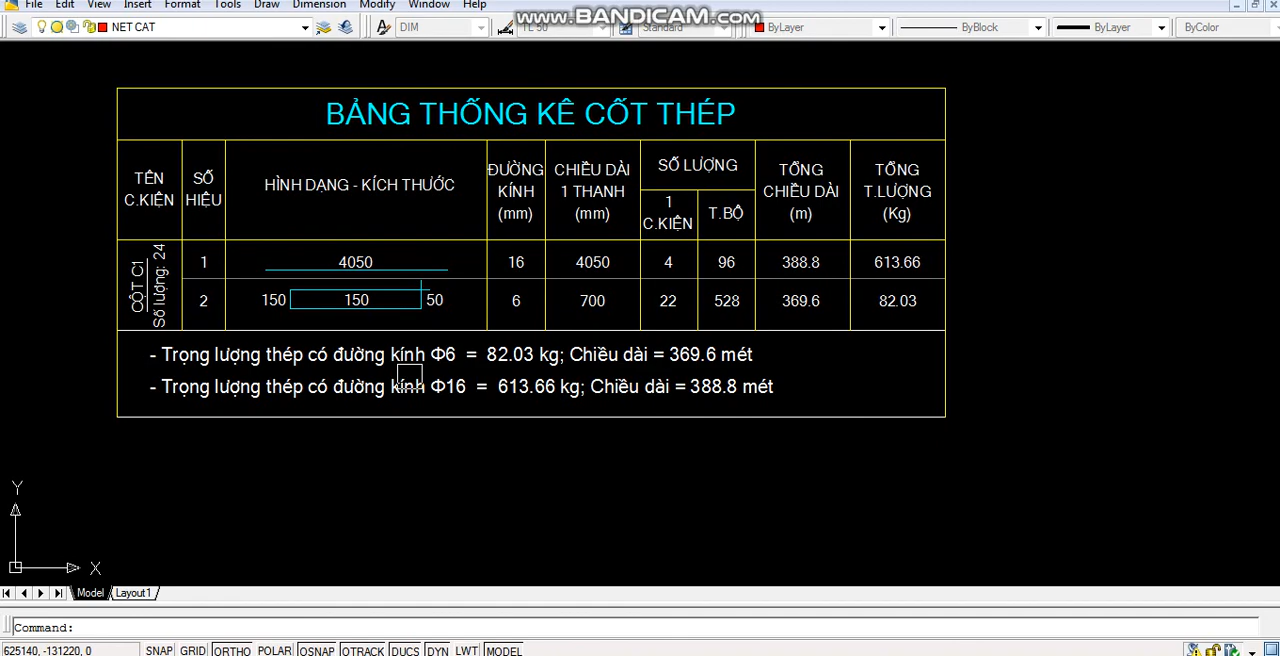 File Edit View Insert Format Tools Draw Dimension Modify Window Help
www.BANDICAM.com
NET CAT DIM TL 50 Standard ByLayer ByBlock ByLayer ByColor
BẢNG THỐNG KÊ CỐT THÉP
TÊN C.KIỆN
SỐ HIỆU
HÌNH DẠNG - KÍCH THƯỚC
ĐƯỜNG KÍNH (mm)
CHIỀU DÀI 1 THANH (mm)
SỐ LƯỢNG
1 C.KIỆN
T.BỘ
TỔNG CHIỀU DÀI (m)
TỔNG T.LƯỢNG (Kg)
CỘT C1
Số lượng: 24
1 4050 16 4050 4 96 388.8 613.66
2 150 150 50 6 700 22 528 369.6 82.03
- Trọng lượng thép có đường kính Φ6 = 82.03 kg; Chiều dài = 369.6 mét
- Trọng lượng thép có đường kính Φ16 = 613.66 kg; Chiều dài = 388.8 mét
Y
X
Model Layout1
Command:
625140, -131220, 0 SNAP GRID ORTHO POLAR OSNAP OTRACK DUCS DYN LWT MODEL